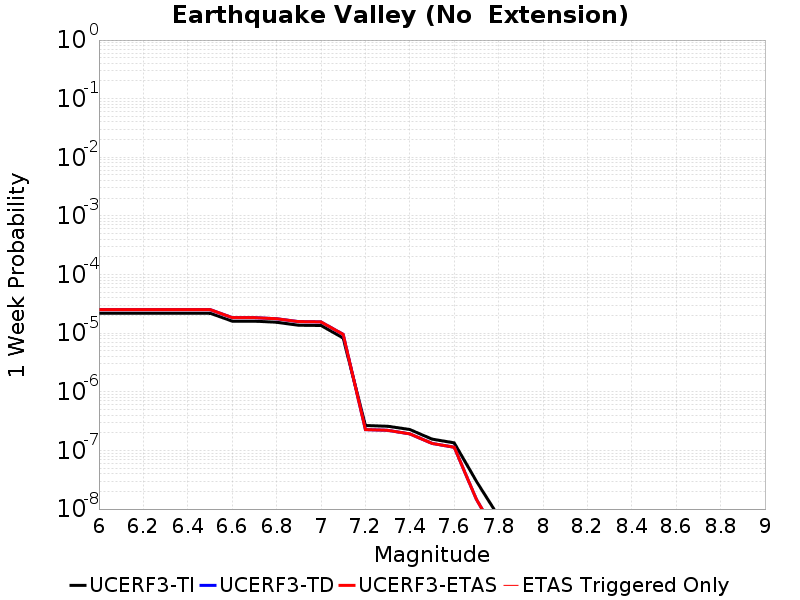 Earthquake Valley (No  Extension)
1 Week Probability
10^0
10^-1
10^-2
10^-3
10^-4
10^-5
10^-6
10^-7
10^-8
6 6.2 6.4 6.6 6.8 7 7.2 7.4 7.6 7.8 8 8.2 8.4 8.6 8.8 9
Magnitude
UCERF3-TI UCERF3-TD UCERF3-ETAS ETAS Triggered Only